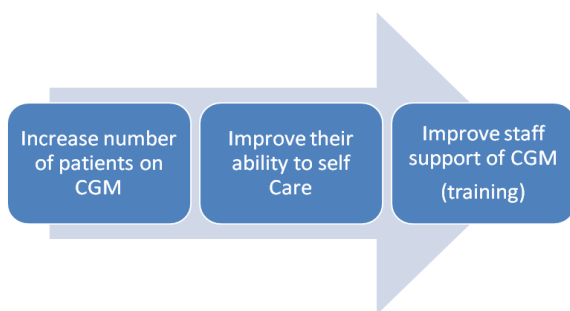 Increase number
of patients on
CGM
Improve their
ability to self
Care
Improve staff
support of CGM
(training)